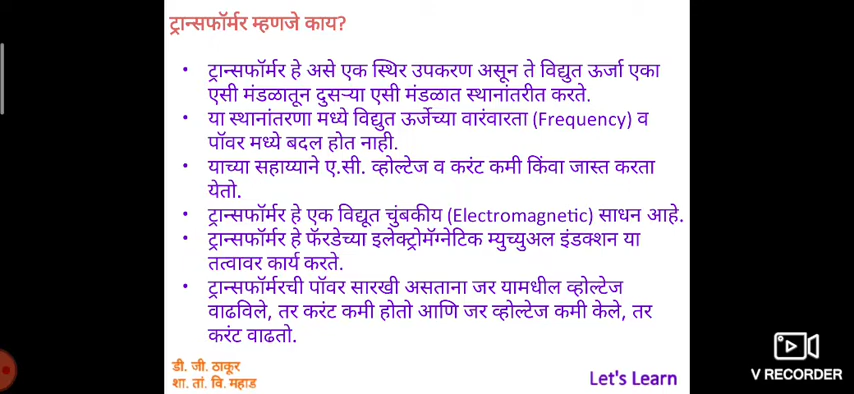 ट्रान्सफॉर्मर म्हणजे काय?
• ट्रान्सफॉर्मर हे असे एक स्थिर उपकरण असून ते विद्युत ऊर्जा एका
एसी मंडळातून दुसऱ्या एसी मंडळात स्थानांतरीत करते.
• या स्थानांतरणा मध्ये विद्युत ऊर्जेच्या वारंवारता (Frequency) व
पॉवर मध्ये बदल होत नाही.
• याच्या सहाय्याने ए.सी. व्होल्टेज व करंट कमी किंवा जास्त करता
येतो.
• ट्रान्सफॉर्मर हे एक विद्यूत चुंबकीय (Electromagnetic) साधन आहे.
• ट्रान्सफॉर्मर हे फॅरडेच्या इलेक्ट्रोमॅग्नेटिक म्युच्युअल इंडक्शन या
तत्वावर कार्य करते.
• ट्रान्सफॉर्मरची पॉवर सारखी असताना जर यामधील व्होल्टेज
वाढविले, तर करंट कमी होतो आणि जर व्होल्टेज कमी केले, तर
करंट वाढतो.
डी. जी. ठाकूर
शा. तां. वि. महाड
Let's Learn
V RECORDER